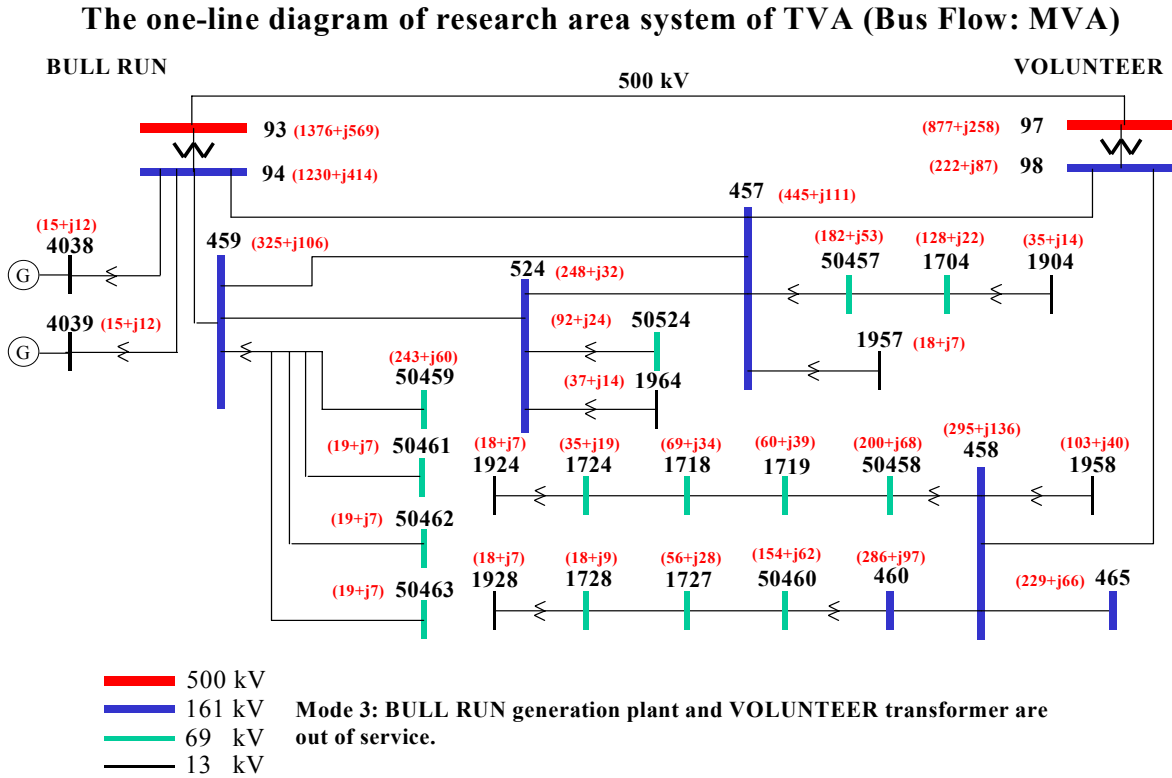 The one-line diagram of research area system of TVA (Bus Flow: MVA)
BULL RUN
VOLUNTEER
500 kV
93 (1376+j569)
(877+j258) 97
94 (1230+j414)
(222+j87) 98
457 (445+j111)
(15+j12)
4038
G
459 (325+j106)
(182+j53)
50457
(128+j22)
1704
(35+j14)
1904
524 (248+j32)
4039 (15+j12)
G
(92+j24) 50524
1957 (18+j7)
(243+j60)
50459
(37+j14) 1964
(19+j7) 50461
(18+j7)
1924
(35+j19)
1724
(69+j34)
1718
(60+j39)
1719
(200+j68)
50458
(295+j136)
458
(103+j40)
1958
(19+j7) 50462
(18+j7)
1928
(18+j9)
1728
(56+j28)
1727
(154+j62)
50460
(286+j97)
460
(229+j66) 465
(19+j7) 50463
500 kV
161 kV
69 kV
13 kV
Mode 3: BULL RUN generation plant and VOLUNTEER transformer are
out of service.